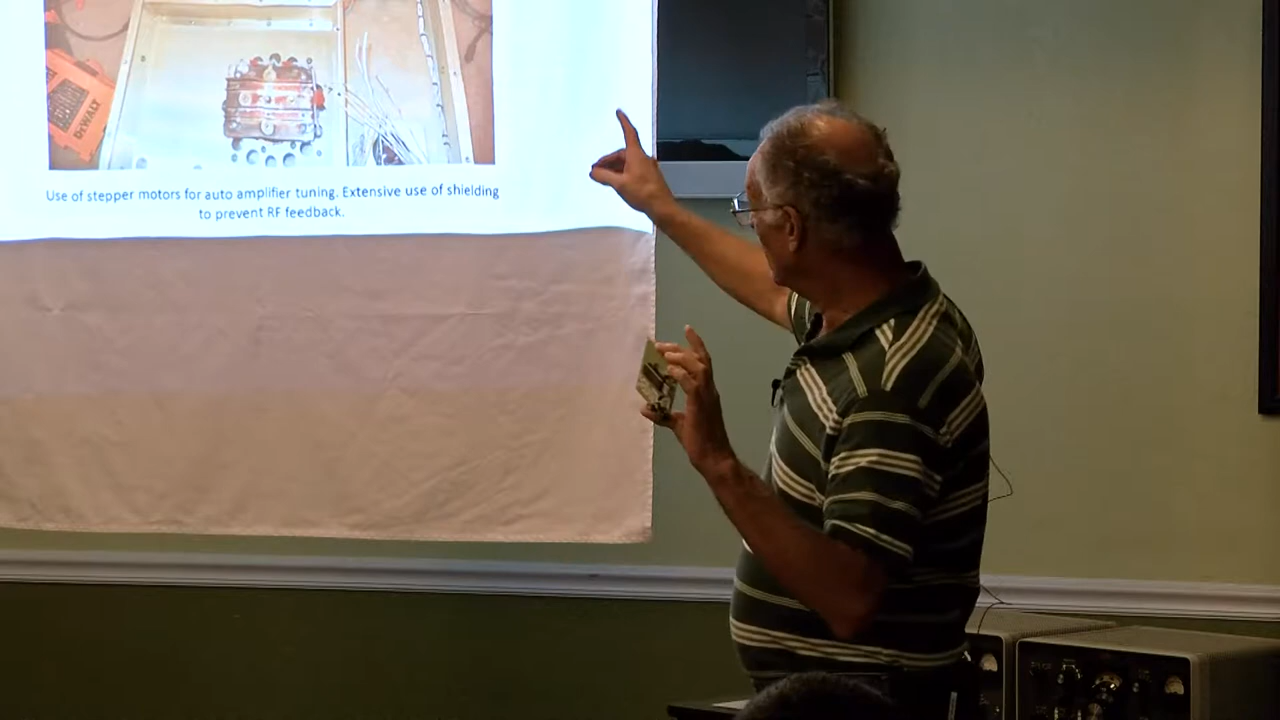 DEWALT
Use of stepper motors for auto amplifier tuning. Extensive use of shielding
to prevent RF feedback.